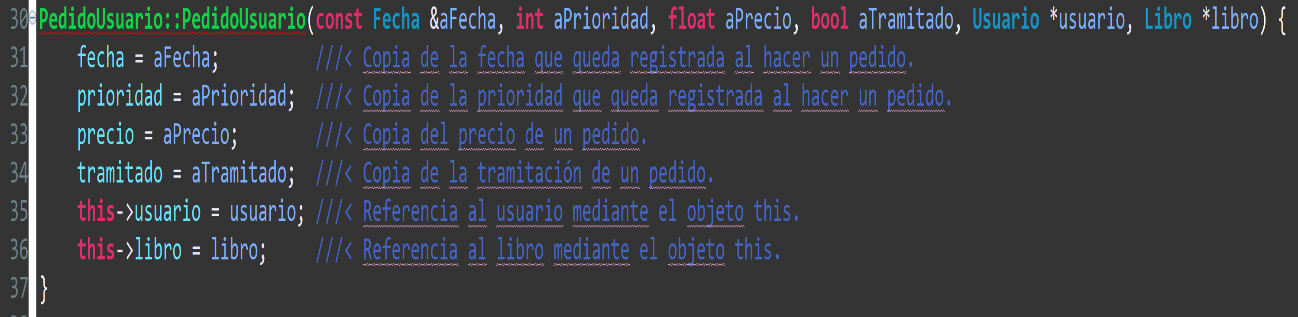 30 PedidoUsuario::PedidoUsuario(const Fecha &aFecha, int aPrioridad, float aPrecio, bool aTramitado, Usuario *usuario, Libro *libro) {
31 fecha = aFecha; ///< Copia de la fecha que queda registrada al hacer un pedido.
32 prioridad = aPrioridad; ///< Copia de la prioridad que queda registrada al hacer un pedido.
33 precio = aPrecio; ///< Copia del precio de un pedido.
34 tramitado = aTramitado; ///< Copia de la tramitación de un pedido.
35 this->usuario = usuario; ///< Referencia al usuario mediante el objeto this.
36 this->libro = libro; ///< Referencia al libro mediante el objeto this.
37 }